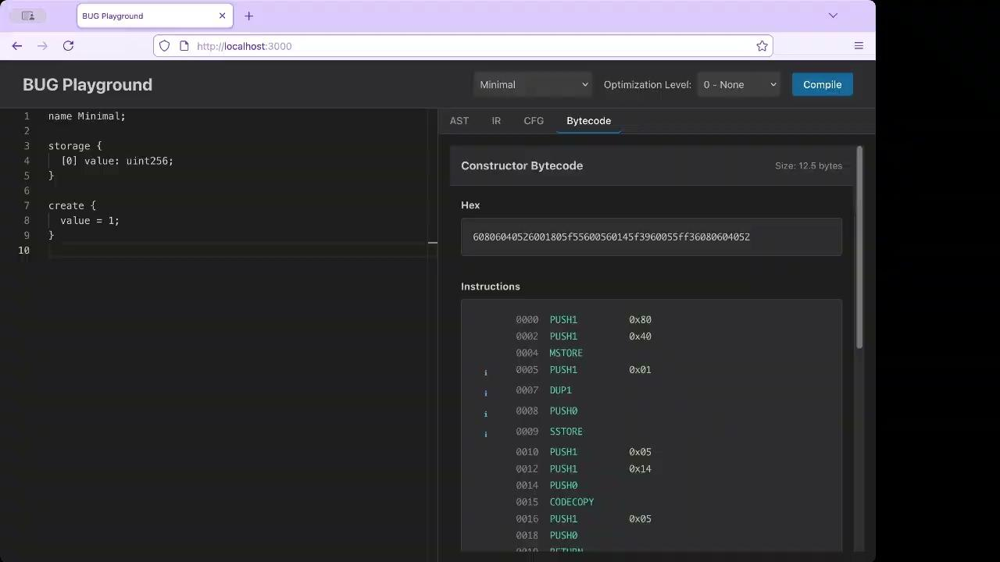 BUG Playground
http://localhost:3000
BUG Playground
Minimal
Optimization Level:
0 - None
Compile
1 name Minimal;
2
3 storage {
4 [0] value: uint256;
5 }
6
7 create {
8 value = 1;
9 }
10
AST IR CFG Bytecode
Constructor Bytecode
Size: 12.5 bytes
Hex
60806040526001805f55600560145f3960055ff36080604052
Instructions
0000 PUSH1 0x80
0002 PUSH1 0x40
0004 MSTORE
i 0005 PUSH1 0x01
i 0007 DUP1
i 0008 PUSH0
i 0009 SSTORE
0010 PUSH1 0x05
0012 PUSH1 0x14
0014 PUSH0
0015 CODECOPY
0016 PUSH1 0x05
0018 PUSH0
0019 RETURN